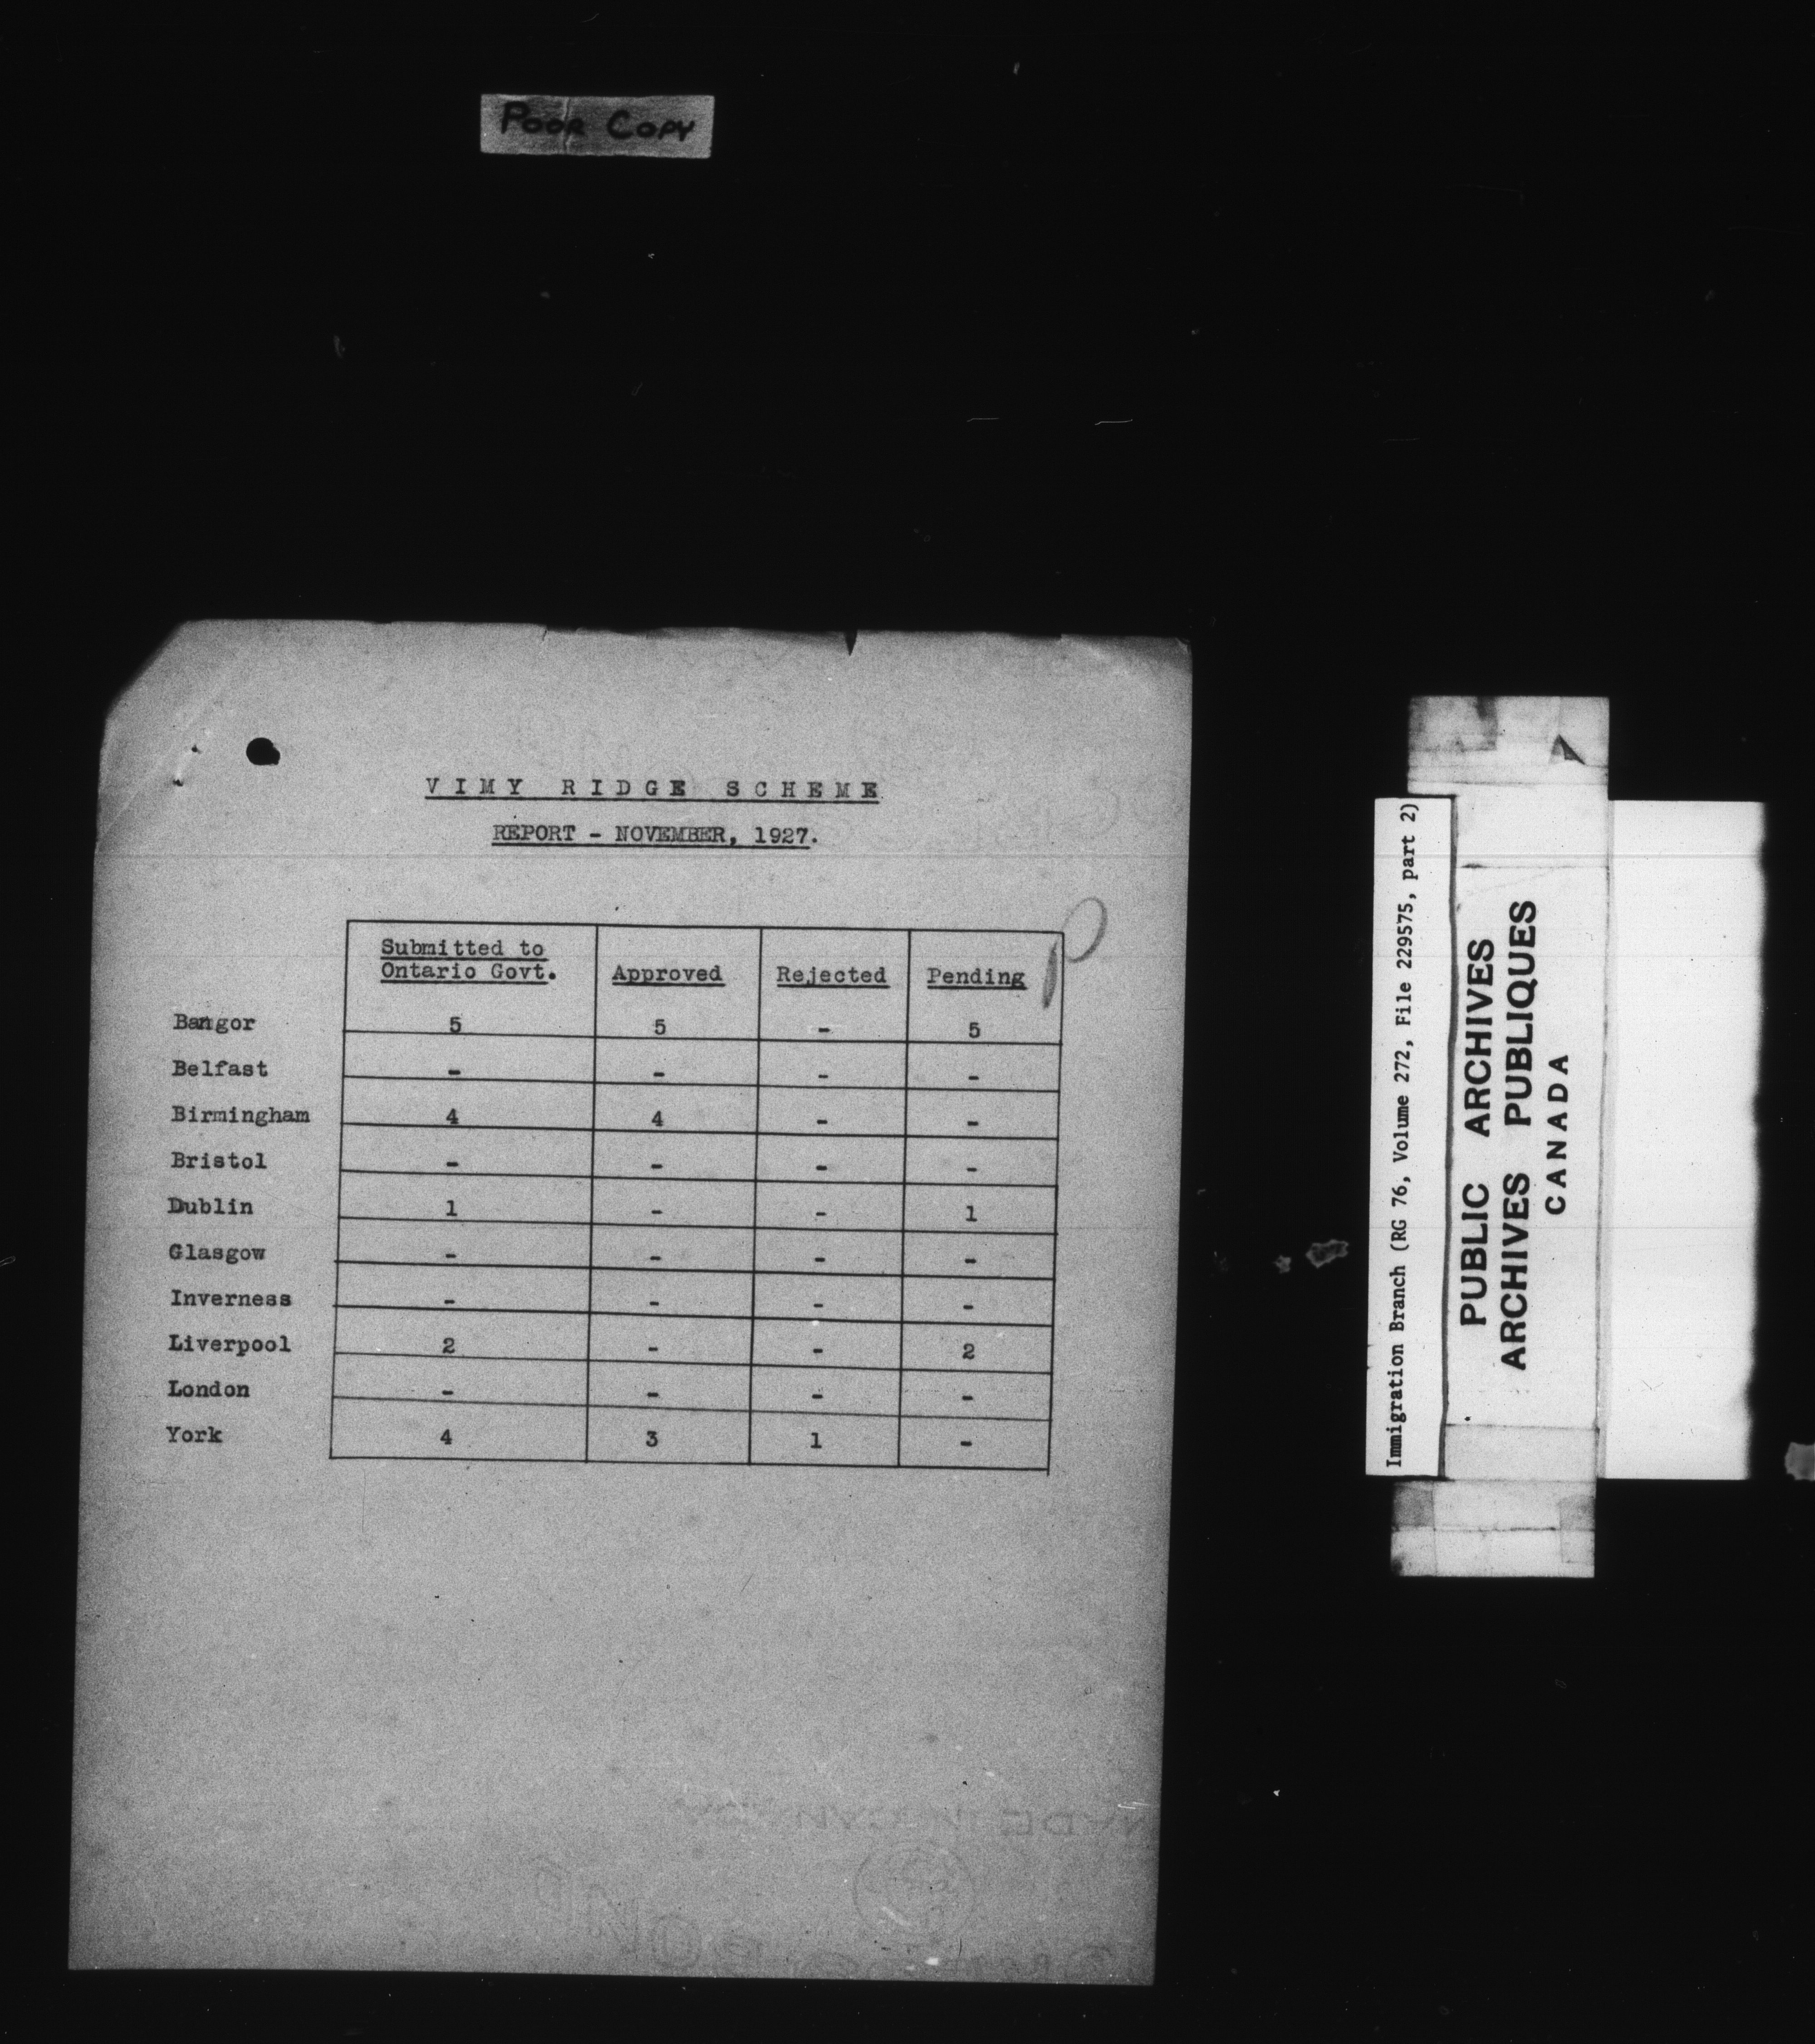 POOR COPY
VIMY RIDGE SCHEME
REPORT - NOVEMBER, 1927.
Submitted to
Ontario Govt. Approved Rejected Pending
Bangor 5 5 - 5
Belfast - - - -
Birmingham 4 4 - -
Bristol - - - -
Dublin 1 - - 1
Glasgow - - - -
Inverness - - - -
Liverpool 2 - - 2
London - - - -
York 4 3 1 -
Immigration Branch (RG 76, Volume 272, File 229575, part 2)
PUBLIC ARCHIVES
ARCHIVES PUBLIQUES
CANADA